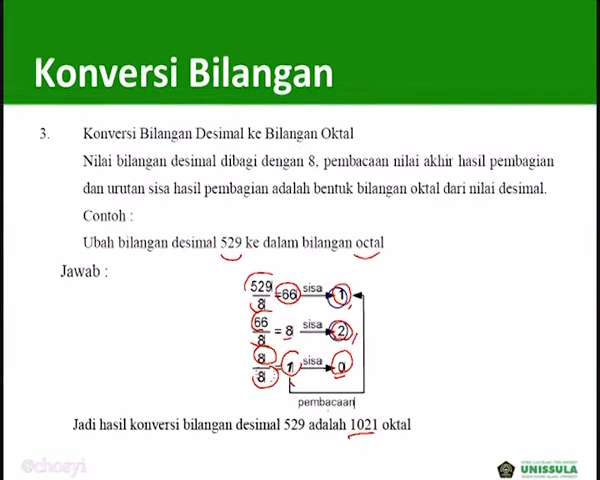 Konversi Bilangan
3. Konversi Bilangan Desimal ke Bilangan Oktal
Nilai bilangan desimal dibagi dengan 8, pembacaan nilai akhir hasil pembagian
dan urutan sisa hasil pembagian adalah bentuk bilangan oktal dari nilai desimal.
Contoh :
Ubah bilangan desimal 529 ke dalam bilangan octal
Jawab :
529/8 =66 sisa 1
66/8 = 8 sisa 2
8/8 = 1 sisa 0
pembacaan
Jadi hasil konversi bilangan desimal 529 adalah 1021 oktal
@chosyi
UNISSULA